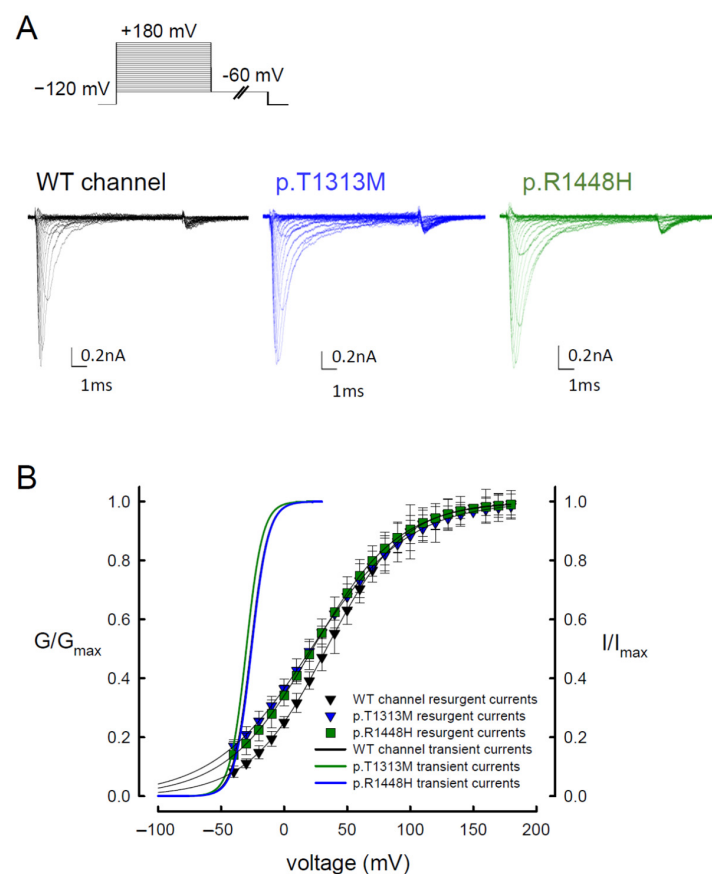 A
+180 mV
−120 mV
-60 mV
WT channel
p.T1313M
p.R1448H
0.2nA
1ms
0.2nA
1ms
0.2nA
1ms
B
1.0
0.8
0.6
0.4
0.2
0.0
G/Gmax
1.0
0.8
0.6
0.4
0.2
0.0
I/Imax
WT channel resurgent currents
p.T1313M resurgent currents
p.R1448H resurgent currents
WT channel transient currents
p.T1313M transient currents
p.R1448H transient currents
−100 −50 0 50 100 150 200
voltage (mV)